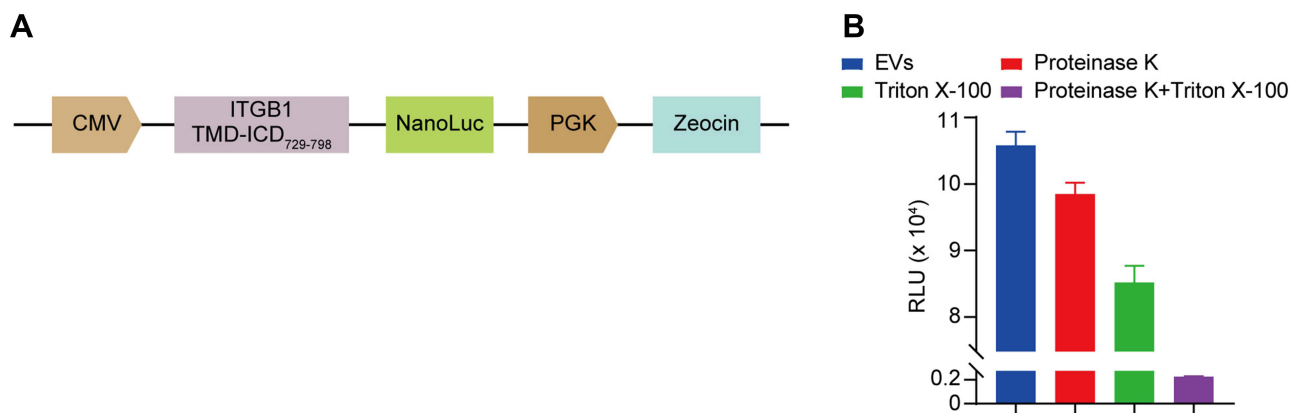 A
CMV
ITGB1
TMD-ICD729-798
NanoLuc
PGK
Zeocin
B
EVs
Proteinase K
Triton X-100
Proteinase K+Triton X-100
RLU (x 10⁴)
11
10
9
8
0.2
0